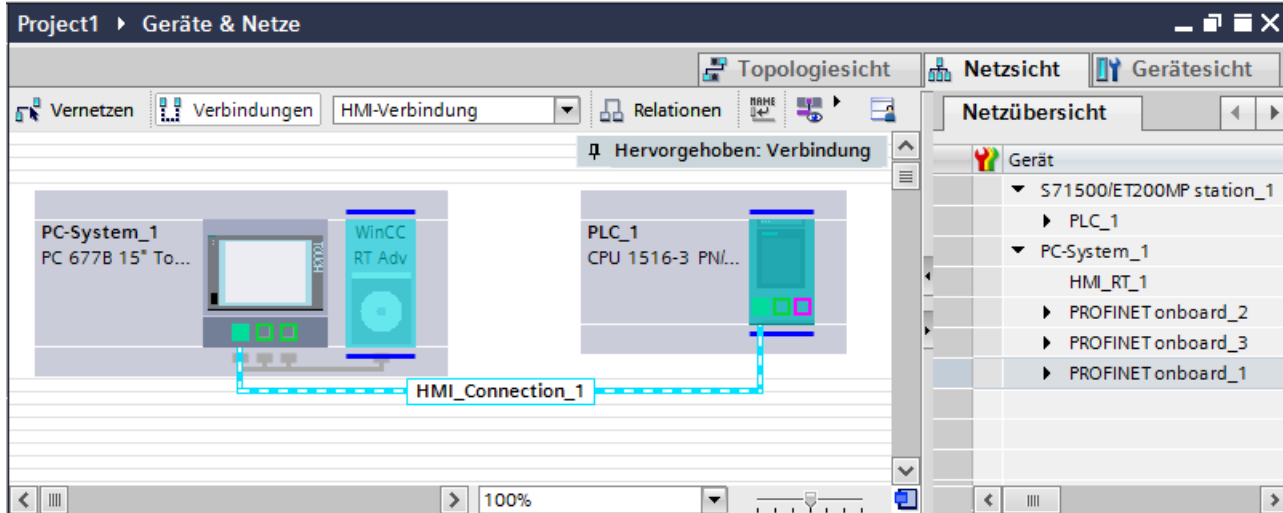 Project1 ▸ Geräte & Netze
Topologiesicht Netzsicht Gerätesicht
Vernetzen Verbindungen HMI-Verbindung Relationen NAME
Netzübersicht
Hervorgehoben: Verbindung
Gerät
S71500/ET200MP station_1
PLC_1
PC-System_1
HMI_RT_1
PROFINET onboard_2
PROFINET onboard_3
PROFINET onboard_1
PC-System_1
PC 677B 15" To...
TOUCH
WinCC
RT Adv
PLC_1
CPU 1516-3 PN/...
HMI_Connection_1
100%